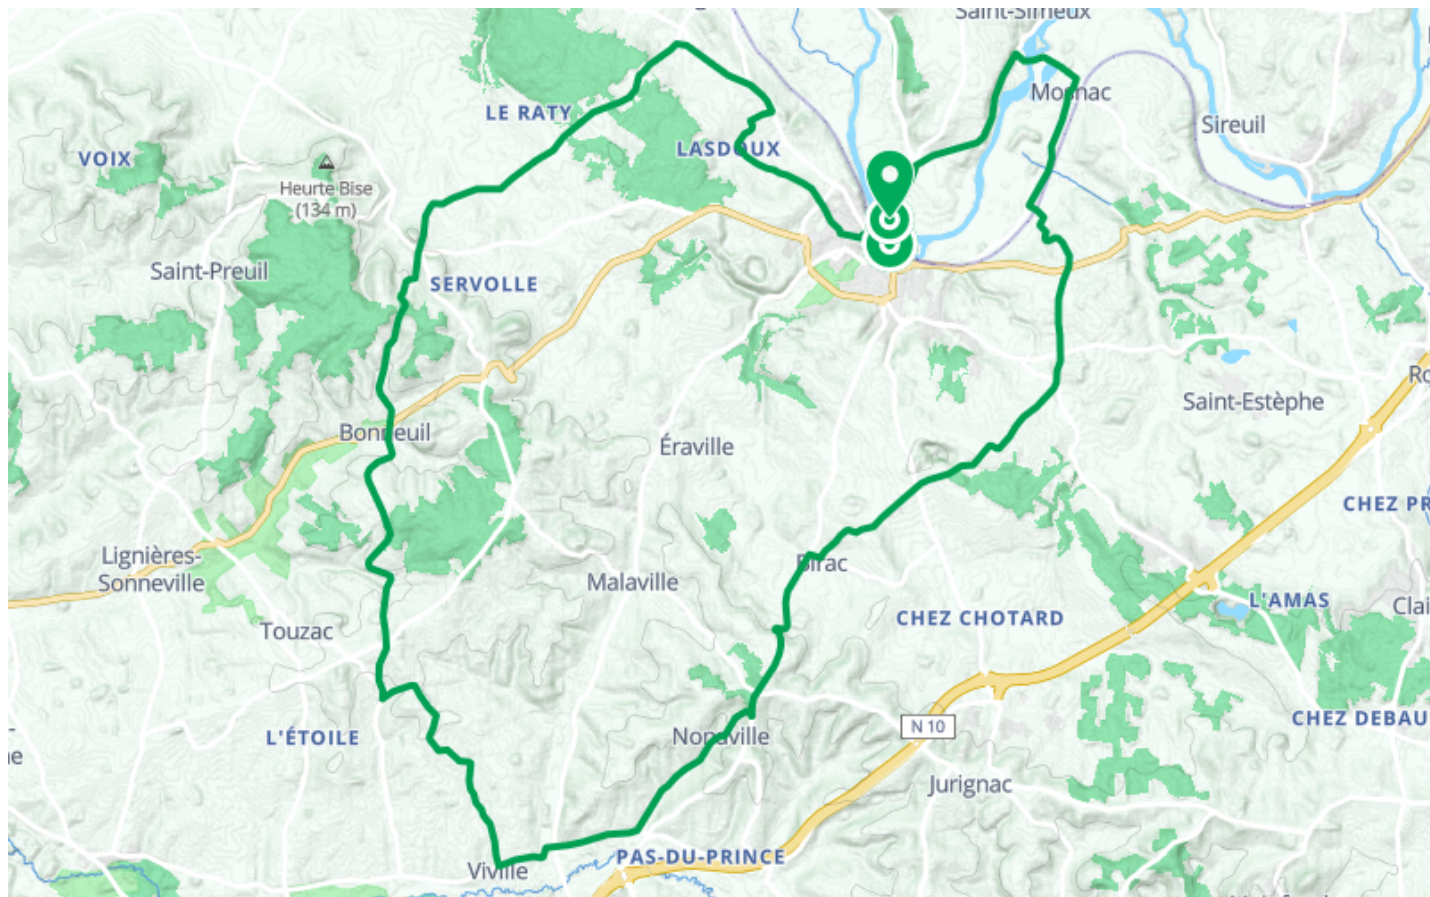 Saint-Simeux
LE RATY
Mosnac
Sireuil
VOIX
LASDOUX
Heurte Bise
(134 m)
Saint-Preuil
SERVOLLE
Saint-Estèphe
Bonneuil
Éraville
CHEZ PR
Lignières-
Sonneville
Malaville
Birac
CHEZ CHOTARD
L'AMAS
Clai
Touzac
L'ÉTOILE
Nonaville
N 10
CHEZ DEBAU
Jurignac
PAS-DU-PRINCE
Viville